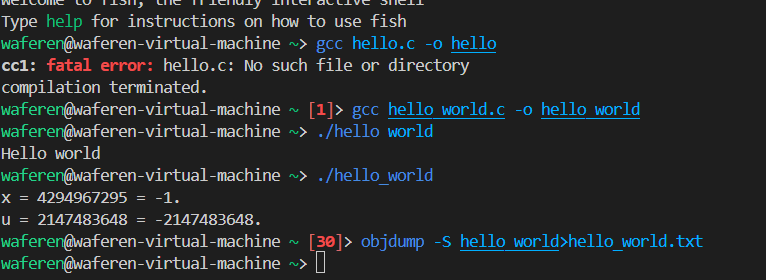 Welcome to fish, the friendly interactive shell
Type help for instructions on how to use fish
waferen@waferen-virtual-machine ~> gcc hello.c -o hello
cc1: fatal error: hello.c: No such file or directory
compilation terminated.
waferen@waferen-virtual-machine ~ [1]> gcc hello_world.c -o hello_world
waferen@waferen-virtual-machine ~> ./hello world
Hello world
waferen@waferen-virtual-machine ~> ./hello_world
x = 4294967295 = -1.
u = 2147483648 = -2147483648.
waferen@waferen-virtual-machine ~ [30]> objdump -S hello_world>hello_world.txt
waferen@waferen-virtual-machine ~>